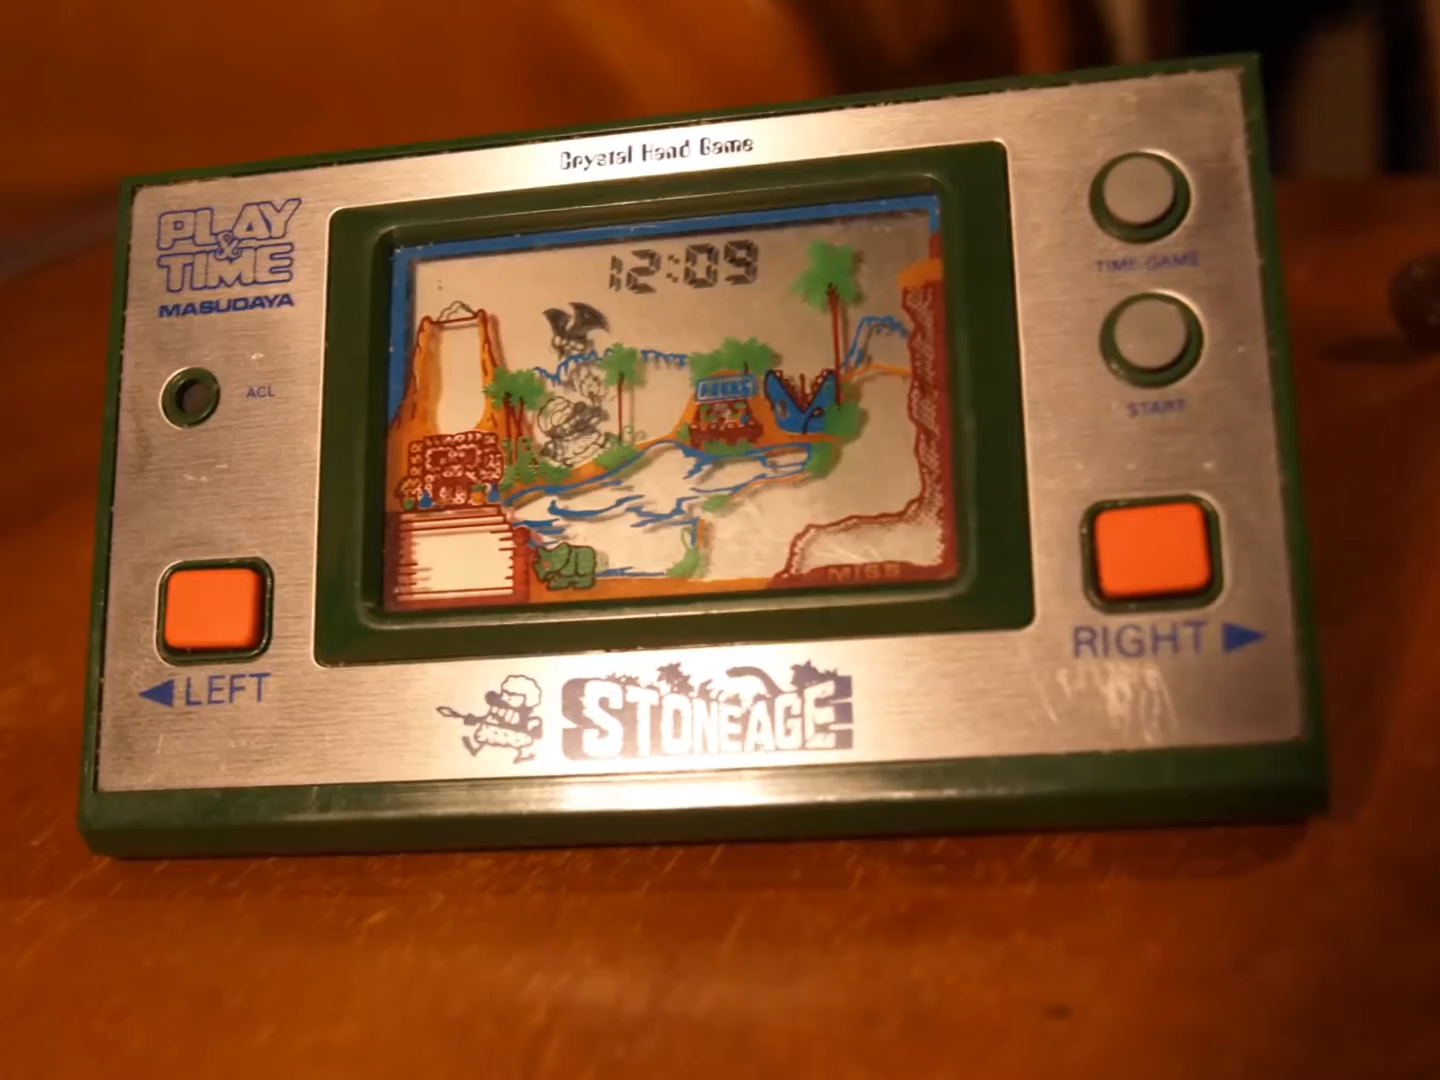 Crystal Hand Game
PLAY
&
TIME
MASUDAYA
12:09
TIME-GAME
ACL
START
MISS
LEFT
RIGHT
STONEAGE